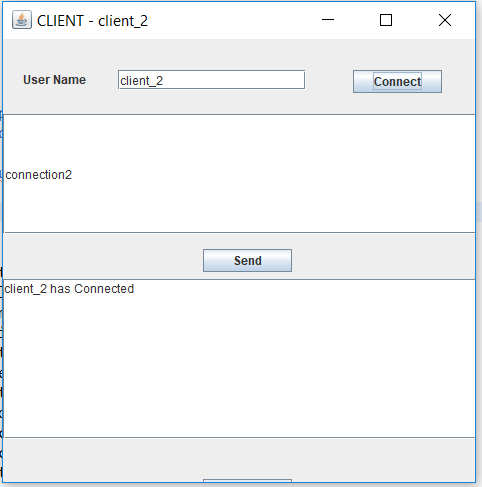 CLIENT - client_2
User Name client_2 Connect
connection2
Send
client_2 has Connected